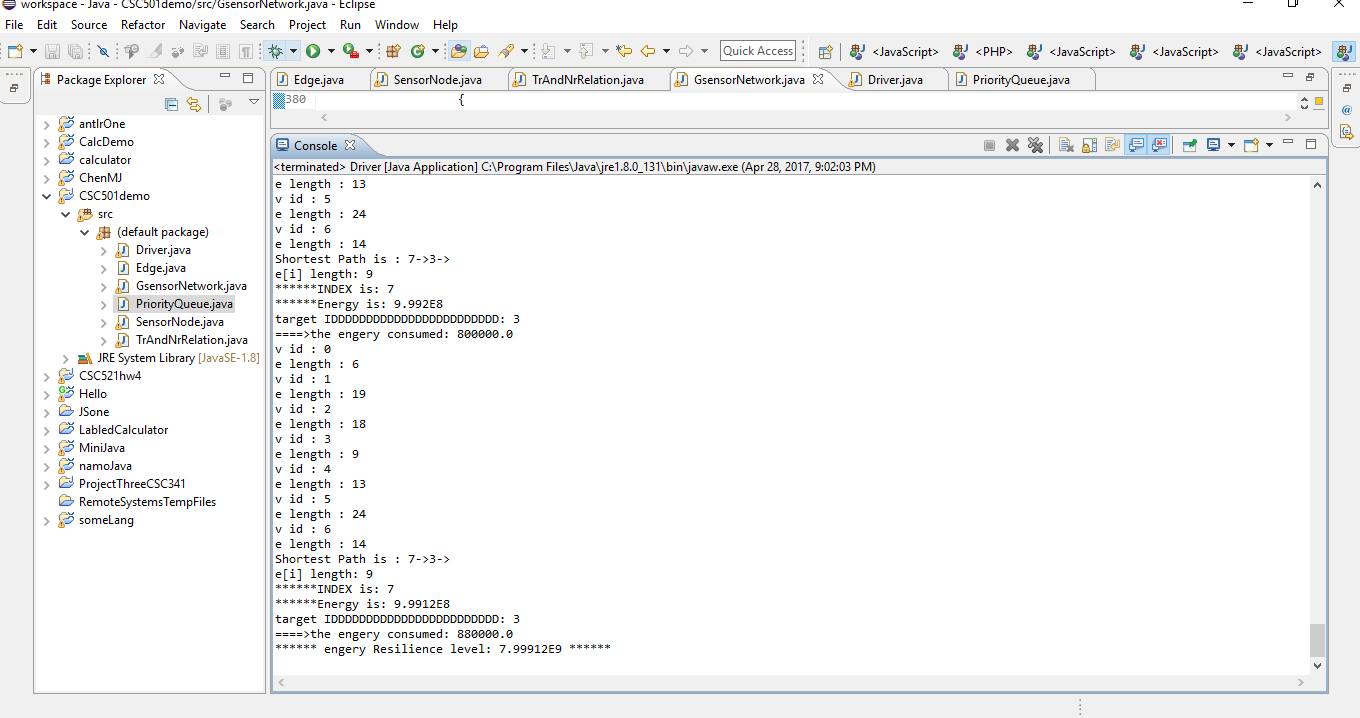 workspace - Java - CSC501demo/src/GsensorNetwork.java - Eclipse
File Edit Source Refactor Navigate Search Project Run Window Help
Quick Access <JavaScript> <PHP> <JavaScript> <JavaScript> <JavaScript>
Package Explorer
antlrOne
CalcDemo
calculator
ChenMJ
CSC501demo
src
(default package)
Driver.java
Edge.java
GsensorNetwork.java
PriorityQueue.java
SensorNode.java
TrAndNrRelation.java
JRE System Library [JavaSE-1.8]
CSC521hw4
Hello
JSone
LabledCalculator
MiniJava
namoJava
ProjectThreeCSC341
RemoteSystemsTempFiles
someLang
Edge.java SensorNode.java TrAndNrRelation.java GsensorNetwork.java Driver.java PriorityQueue.java
380 {
Console
<terminated> Driver [Java Application] C:\Program Files\Java\jre1.8.0_131\bin\javaw.exe (Apr 28, 2017, 9:02:03 PM)
e length : 13
v id : 5
e length : 24
v id : 6
e length : 14
Shortest Path is : 7->3->
e[i] length: 9
******INDEX is: 7
******Energy is: 9.992E8
target IDDDDDDDDDDDDDDDDDDDDDDDD: 3
====>the engery consumed: 800000.0
v id : 0
e length : 6
v id : 1
e length : 19
v id : 2
e length : 18
v id : 3
e length : 9
v id : 4
e length : 13
v id : 5
e length : 24
v id : 6
e length : 14
Shortest Path is : 7->3->
e[i] length: 9
******INDEX is: 7
******Energy is: 9.9912E8
target IDDDDDDDDDDDDDDDDDDDDDDDD: 3
====>the engery consumed: 880000.0
****** engery Resilience level: 7.99912E9 ******